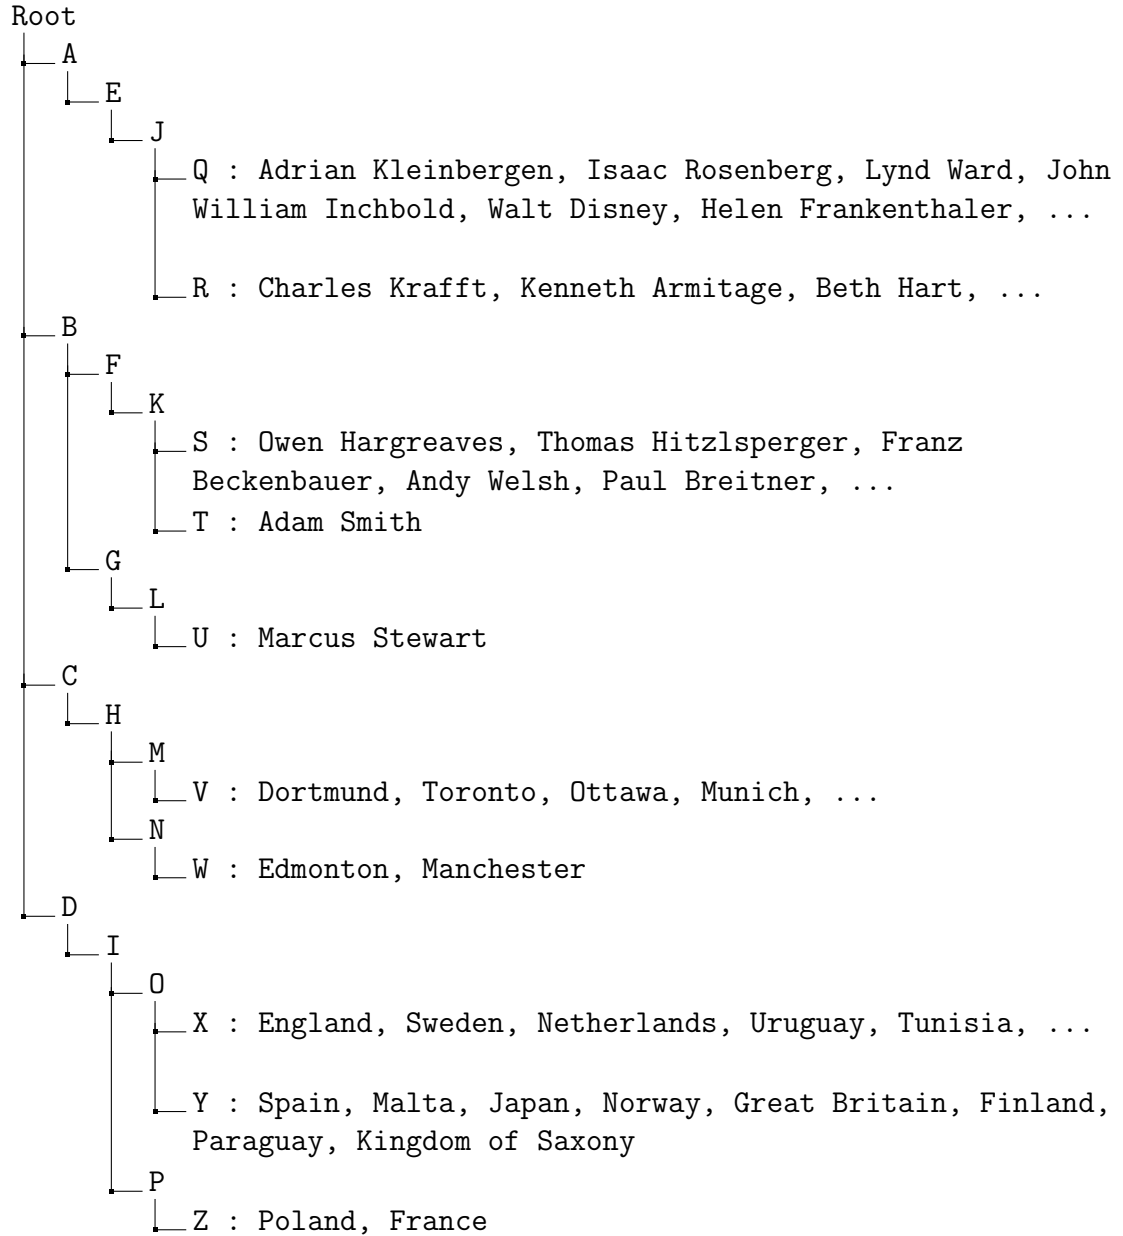 Root
A
E
J
Q : Adrian Kleinbergen, Isaac Rosenberg, Lynd Ward, John
William Inchbold, Walt Disney, Helen Frankenthaler, ...
R : Charles Krafft, Kenneth Armitage, Beth Hart, ...
B
F
K
S : Owen Hargreaves, Thomas Hitzlsperger, Franz
Beckenbauer, Andy Welsh, Paul Breitner, ...
T : Adam Smith
G
L
U : Marcus Stewart
C
H
M
V : Dortmund, Toronto, Ottawa, Munich, ...
N
W : Edmonton, Manchester
D
I
O
X : England, Sweden, Netherlands, Uruguay, Tunisia, ...
Y : Spain, Malta, Japan, Norway, Great Britain, Finland,
Paraguay, Kingdom of Saxony
P
Z : Poland, France